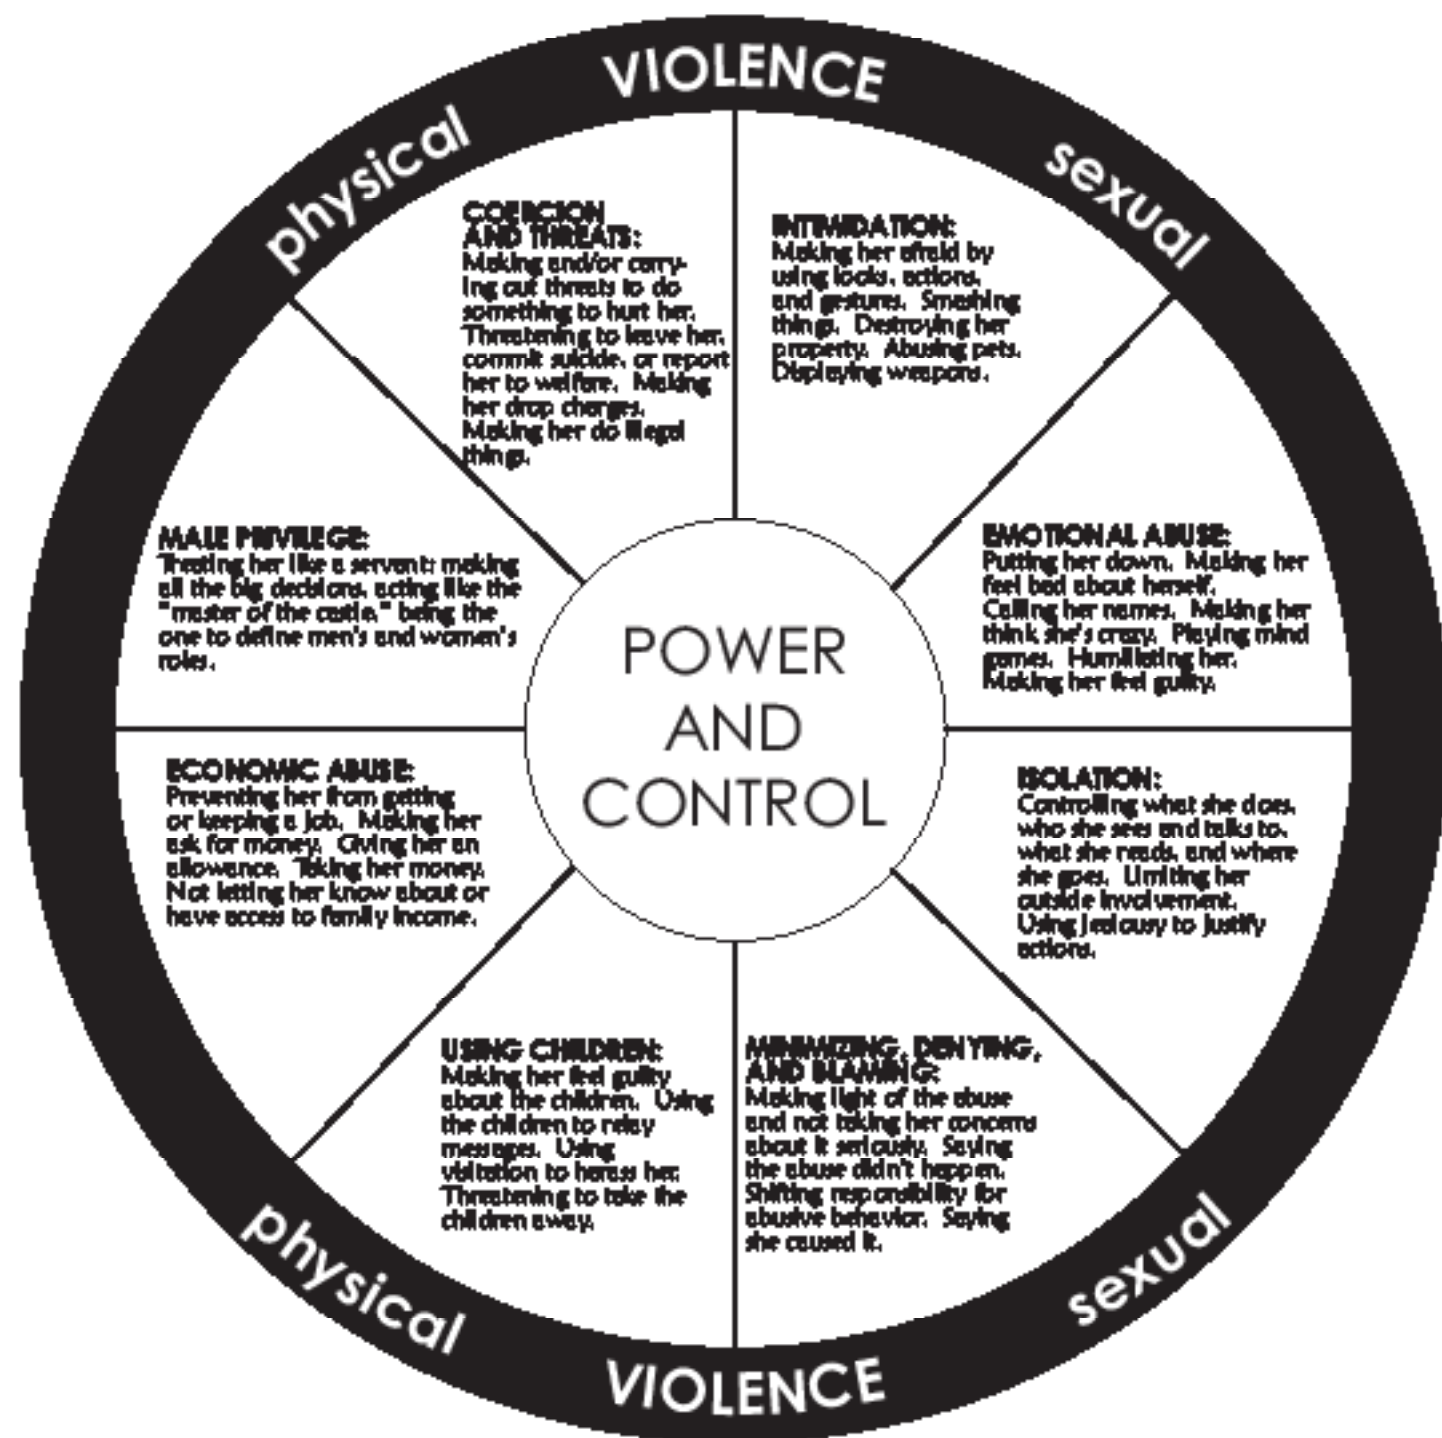 physical
VIOLENCE
sexual
COERCION
AND THREATS:
Making and/or carry-
ing out threats to do
something to hurt her.
Threatening to leave her,
commit suicide, or report
her to welfare.  Making
her drop charges.
Making her do illegal
things.
INTIMIDATION:
Making her afraid by
using looks, actions,
and gestures.  Smashing
things.  Destroying her
property.  Abusing pets.
Displaying weapons.
EMOTIONAL ABUSE:
Putting her down.  Making her
feel bad about herself.
Calling her names.  Making her
think she's crazy.  Playing mind
games.  Humiliating her.
Making her feel guilty.
ISOLATION:
Controlling what she does,
who she sees and talks to,
what she reads, and where
she goes.  Limiting her
outside involvement.
Using jealousy to justify
actions.
MINIMIZING, DENYING,
AND BLAMING:
Making light of the abuse
and not taking her concerns
about it seriously.  Saying
the abuse didn't happen.
Shifting responsibility for
abusive behavior.  Saying
she caused it.
USING CHILDREN:
Making her feel guilty
about the children.  Using
the children to relay
messages.  Using
visitation to harass her.
Threatening to take the
children away.
ECONOMIC ABUSE:
Preventing her from getting
or keeping a job.  Making her
ask for money.  Giving her an
allowance.  Taking her money.
Not letting her know about or
have access to family income.
MALE PRIVILEGE:
Treating her like a servant: making
all the big decisions, acting like the
"master of the castle," being the
one to define men's and women's
roles.
POWER
AND
CONTROL
physical
VIOLENCE
sexual